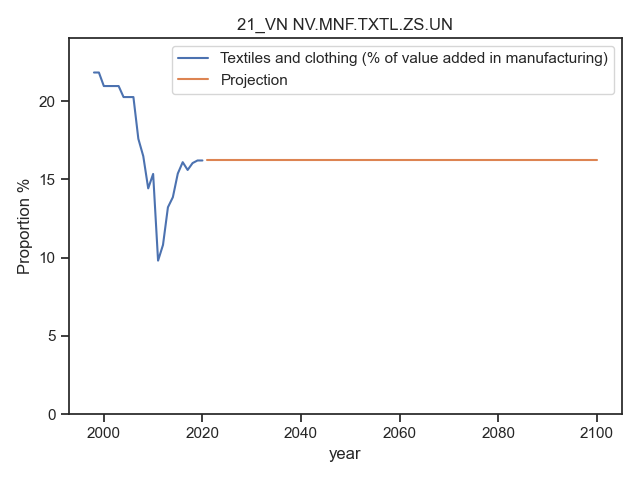 21_VN NV.MNF.TXTL.ZS.UN
Textiles and clothing (% of value added in manufacturing)
Projection
Proportion %
20
15
10
5
0
2000 2020 2040 2060 2080 2100
year